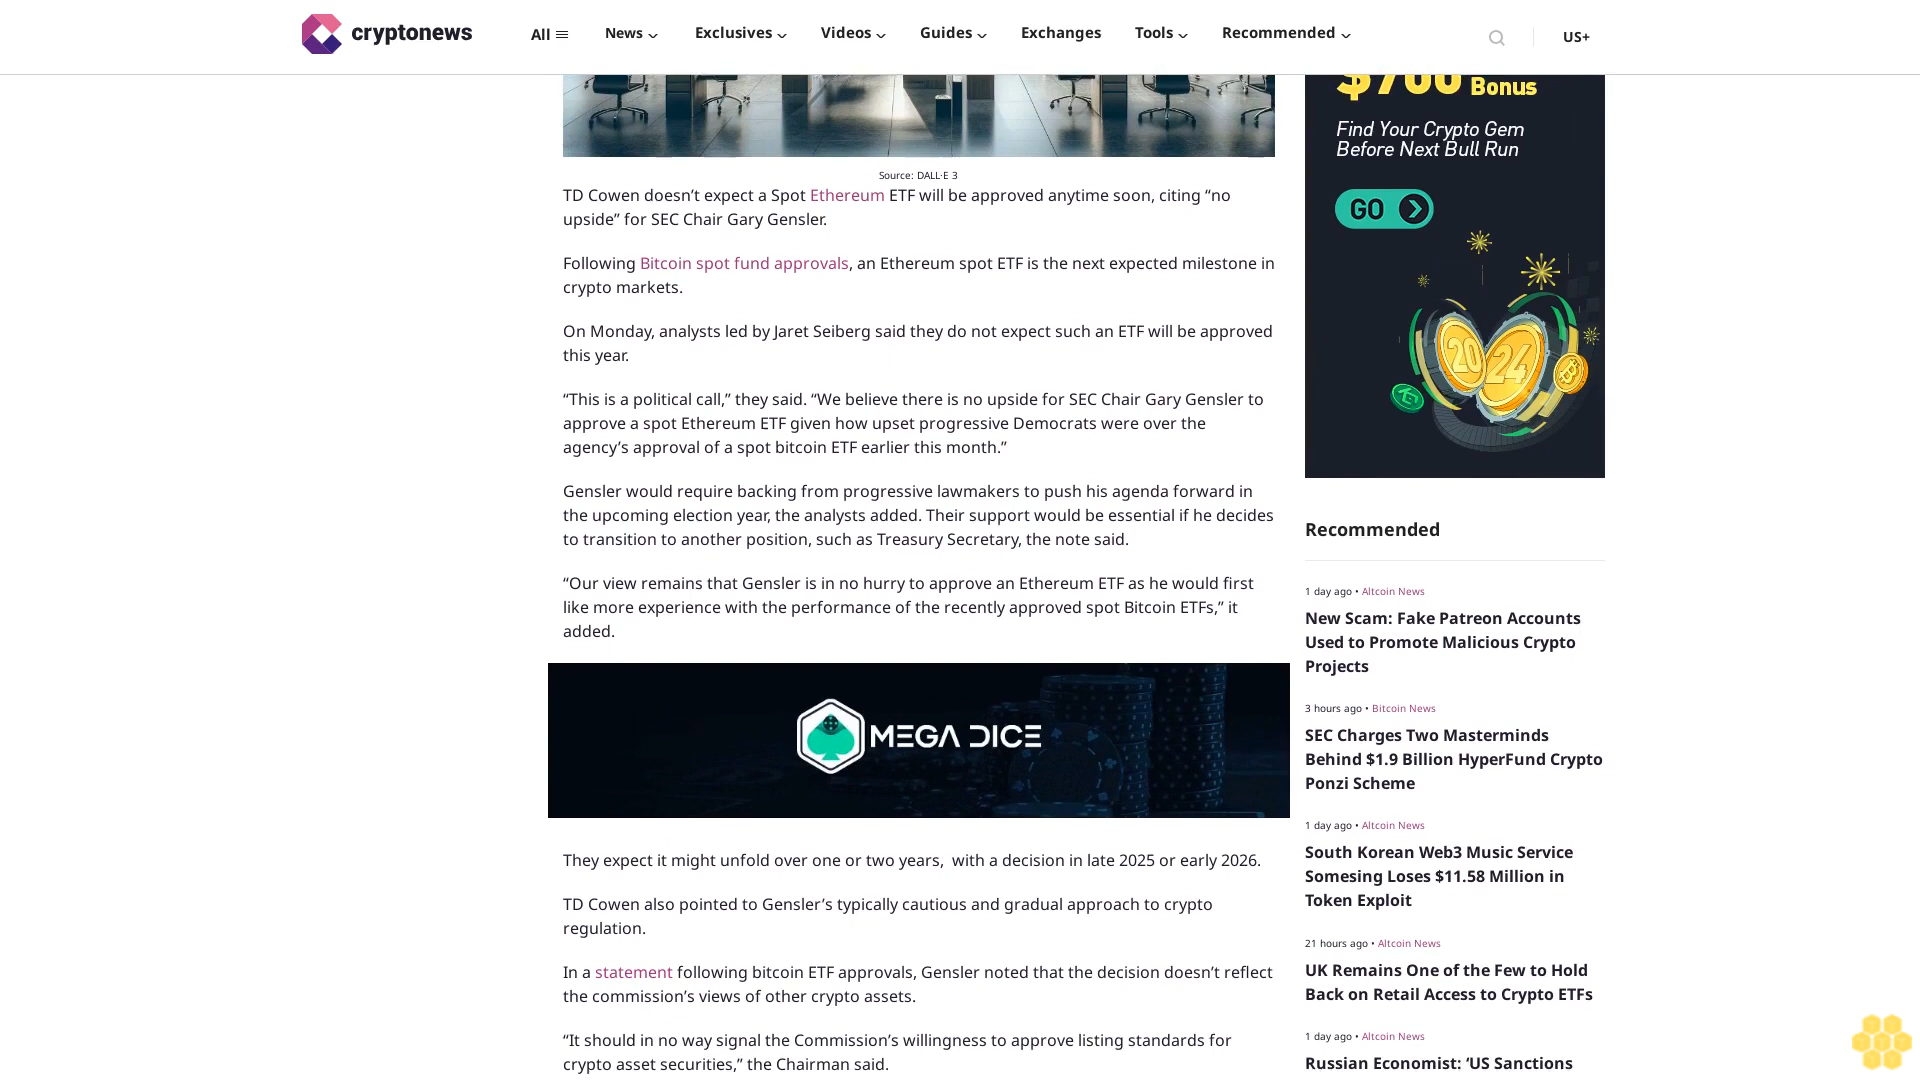 cryptonews
All
News
Exclusives
Videos
Guides
Exchanges
Tools
Recommended
US+
Source: DALL·E 3
TD Cowen doesn’t expect a Spot Ethereum ETF will be approved anytime soon, citing “no
upside” for SEC Chair Gary Gensler.
Following Bitcoin spot fund approvals, an Ethereum spot ETF is the next expected milestone in
crypto markets.
On Monday, analysts led by Jaret Seiberg said they do not expect such an ETF will be approved
this year.
“This is a political call,” they said. “We believe there is no upside for SEC Chair Gary Gensler to
approve a spot Ethereum ETF given how upset progressive Democrats were over the
agency’s approval of a spot bitcoin ETF earlier this month.”
Gensler would require backing from progressive lawmakers to push his agenda forward in
the upcoming election year, the analysts added. Their support would be essential if he decides
to transition to another position, such as Treasury Secretary, the note said.
“Our view remains that Gensler is in no hurry to approve an Ethereum ETF as he would first
like more experience with the performance of the recently approved spot Bitcoin ETFs,” it
added.
MEGA DICE
They expect it might unfold over one or two years,  with a decision in late 2025 or early 2026.
TD Cowen also pointed to Gensler’s typically cautious and gradual approach to crypto
regulation.
In a statement following bitcoin ETF approvals, Gensler noted that the decision doesn’t reflect
the commission’s views of other crypto assets.
“It should in no way signal the Commission’s willingness to approve listing standards for
crypto asset securities,” the Chairman said.
$700 Bonus
Find Your Crypto Gem
Before Next Bull Run
GO
20 24
Recommended
1 day ago • Altcoin News
New Scam: Fake Patreon Accounts
Used to Promote Malicious Crypto
Projects
3 hours ago • Bitcoin News
SEC Charges Two Masterminds
Behind $1.9 Billion HyperFund Crypto
Ponzi Scheme
1 day ago • Altcoin News
South Korean Web3 Music Service
Somesing Loses $11.58 Million in
Token Exploit
21 hours ago • Altcoin News
UK Remains One of the Few to Hold
Back on Retail Access to Crypto ETFs
1 day ago • Altcoin News
Russian Economist: ‘US Sanctions